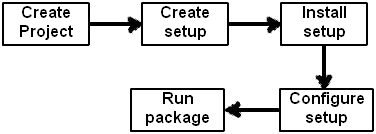 Create
Project
Create
setup
Install
setup
Configure
setup
Run
package